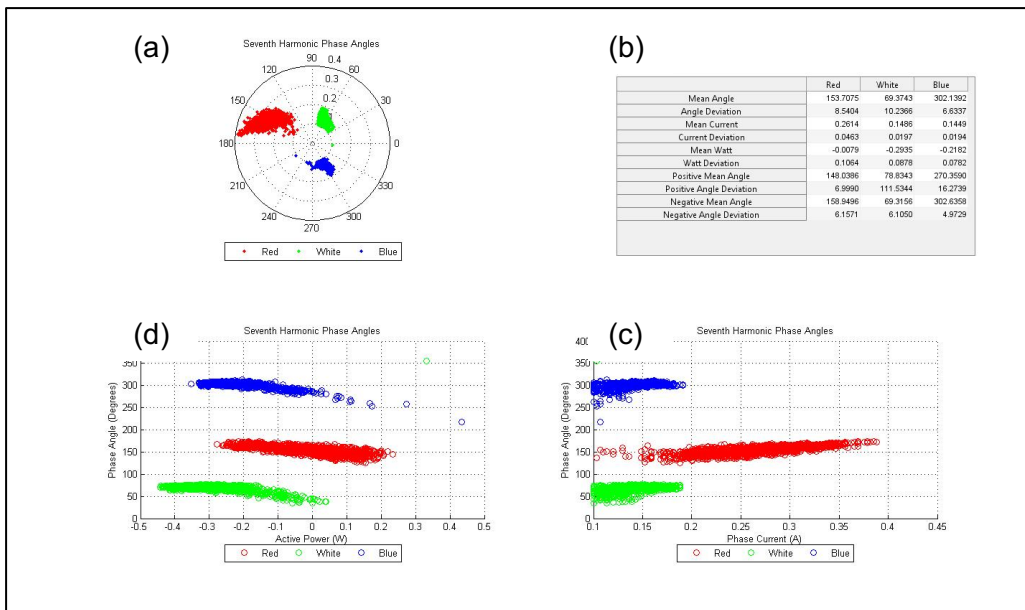 (a)
Seventh Harmonic Phase Angles
90
0.4
120
60
0.3
150
0.2
30
180
0
210
330
240
300
270
Red White Blue
(b)
Red White Blue
Mean Angle 153.7075 69.3743 302.1392
Angle Deviation 8.5404 10.2366 6.6337
Mean Current 0.2614 0.1486 0.1449
Current Deviation 0.0463 0.0197 0.0194
Mean Watt -0.0079 -0.2935 -0.2182
Watt Deviation 0.1064 0.0878 0.0782
Positive Mean Angle 148.0386 78.8343 270.3590
Positive Angle Deviation 6.9990 111.5344 16.2739
Negative Mean Angle 158.9496 69.3156 302.6358
Negative Angle Deviation 6.1571 6.1050 4.9729
(d)
Seventh Harmonic Phase Angles
350
300
250
200
150
100
50
0
Phase Angle (Degrees)
-0.5 -0.4 -0.3 -0.2 -0.1 0 0.1 0.2 0.3 0.4 0.5
Active Power (W)
Red White Blue
(c)
Seventh Harmonic Phase Angles
350
300
250
200
150
100
50
0
Phase Angle (Degrees)
0.1 0.15 0.2 0.25 0.3 0.35 0.4 0.45
Phase Current (A)
Red White Blue